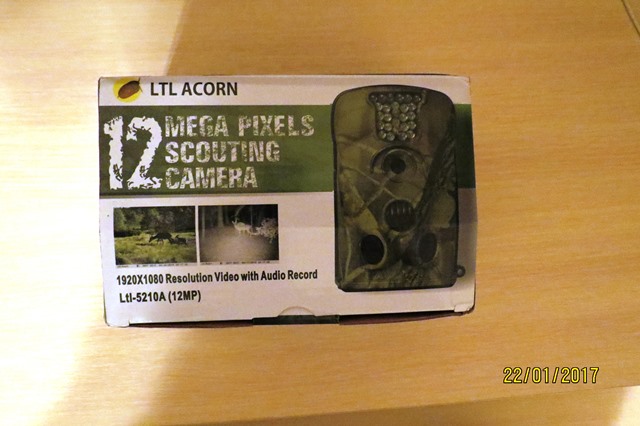 LTL ACORN
12 MEGA PIXELS
SCOUTING
CAMERA
1920X1080 Resolution Video with Audio Record
Ltl-5210A (12MP)
22/01/2017